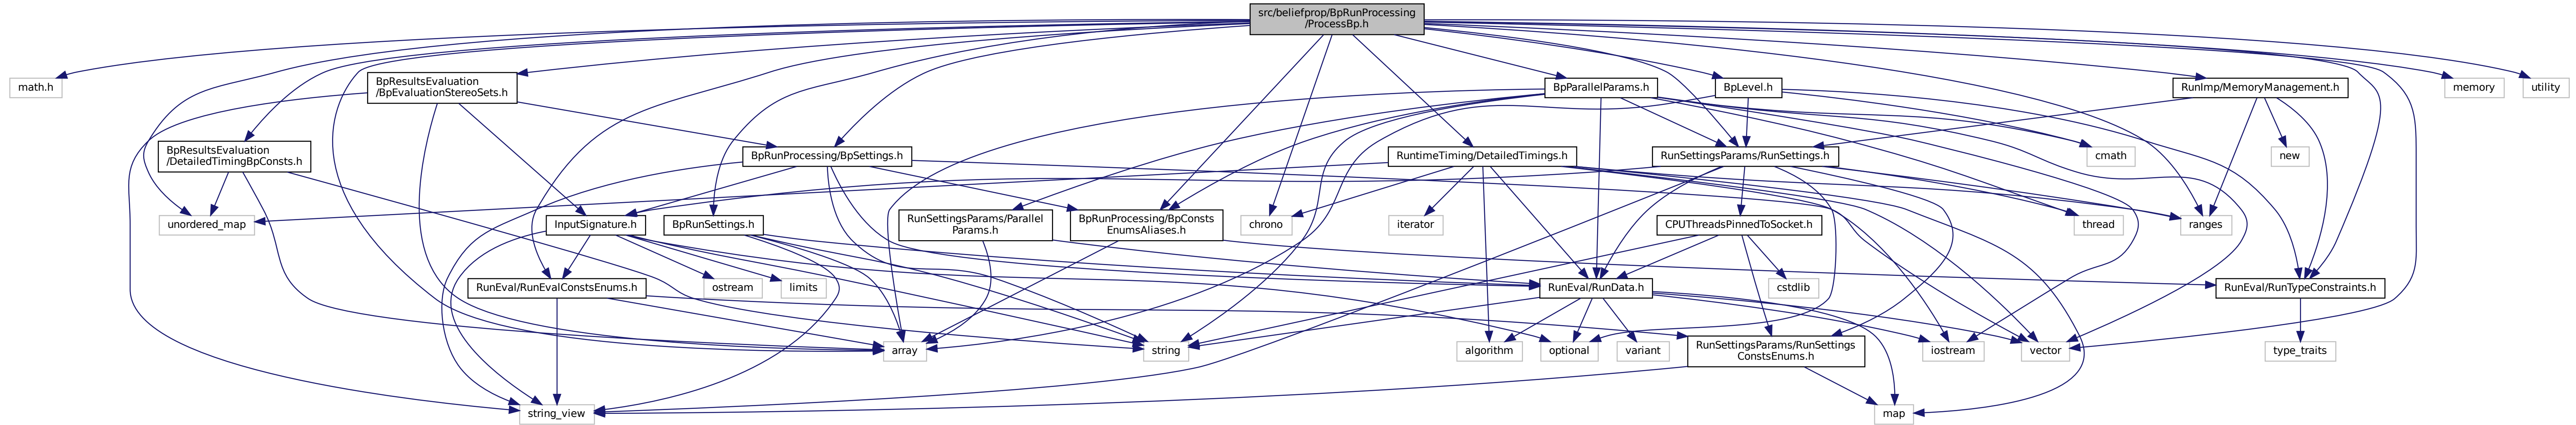 src/beliefprop/BpRunProcessing
/ProcessBp.h
math.h
BpResultsEvaluation
/BpEvaluationStereoSets.h
BpParallelParams.h
BpLevel.h
RunImp/MemoryManagement.h
memory
utility
BpResultsEvaluation
/DetailedTimingBpConsts.h
BpRunProcessing/BpSettings.h
RuntimeTiming/DetailedTimings.h
RunSettingsParams/RunSettings.h
cmath
new
unordered_map
InputSignature.h
BpRunSettings.h
RunSettingsParams/Parallel
Params.h
BpRunProcessing/BpConsts
EnumsAliases.h
chrono
iterator
CPUThreadsPinnedToSocket.h
thread
ranges
RunEval/RunEvalConstsEnums.h
ostream
limits
RunEval/RunData.h
cstdlib
RunEval/RunTypeConstraints.h
array
string
algorithm
optional
variant
RunSettingsParams/RunSettings
ConstsEnums.h
iostream
vector
type_traits
string_view
map